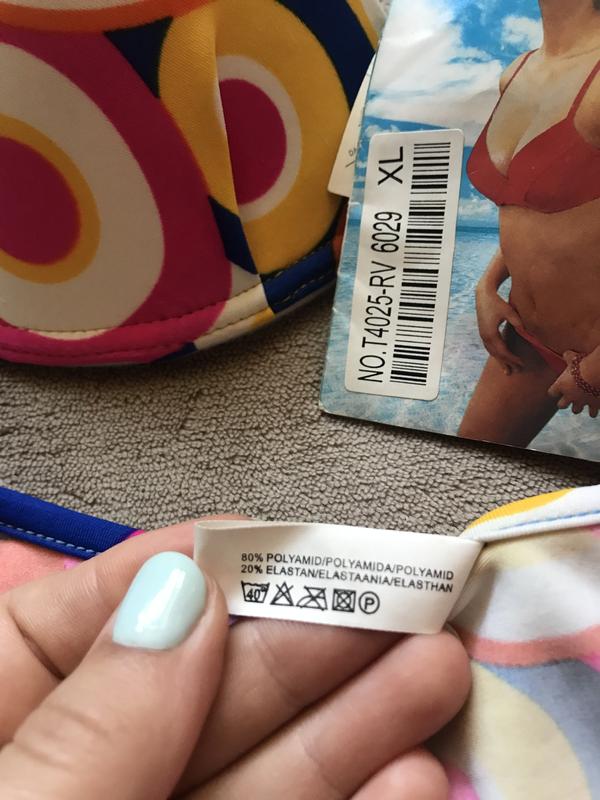 NO.T4025-RV 6029 XL
80% POLYAMID/POLYAMIDA/POLYAMID
20% ELASTAN/ELASTAANIA/ELASTHAN
40° P